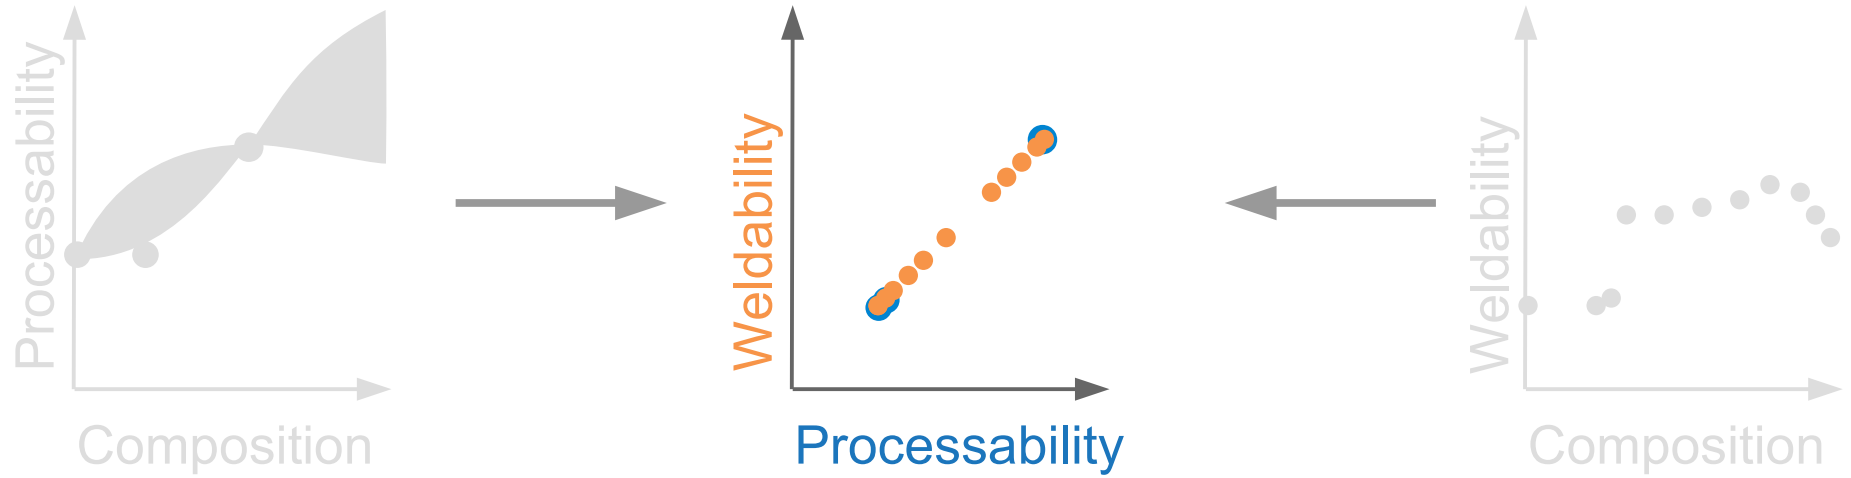 Processability
Composition
Weldability
Processability
Weldability
Composition